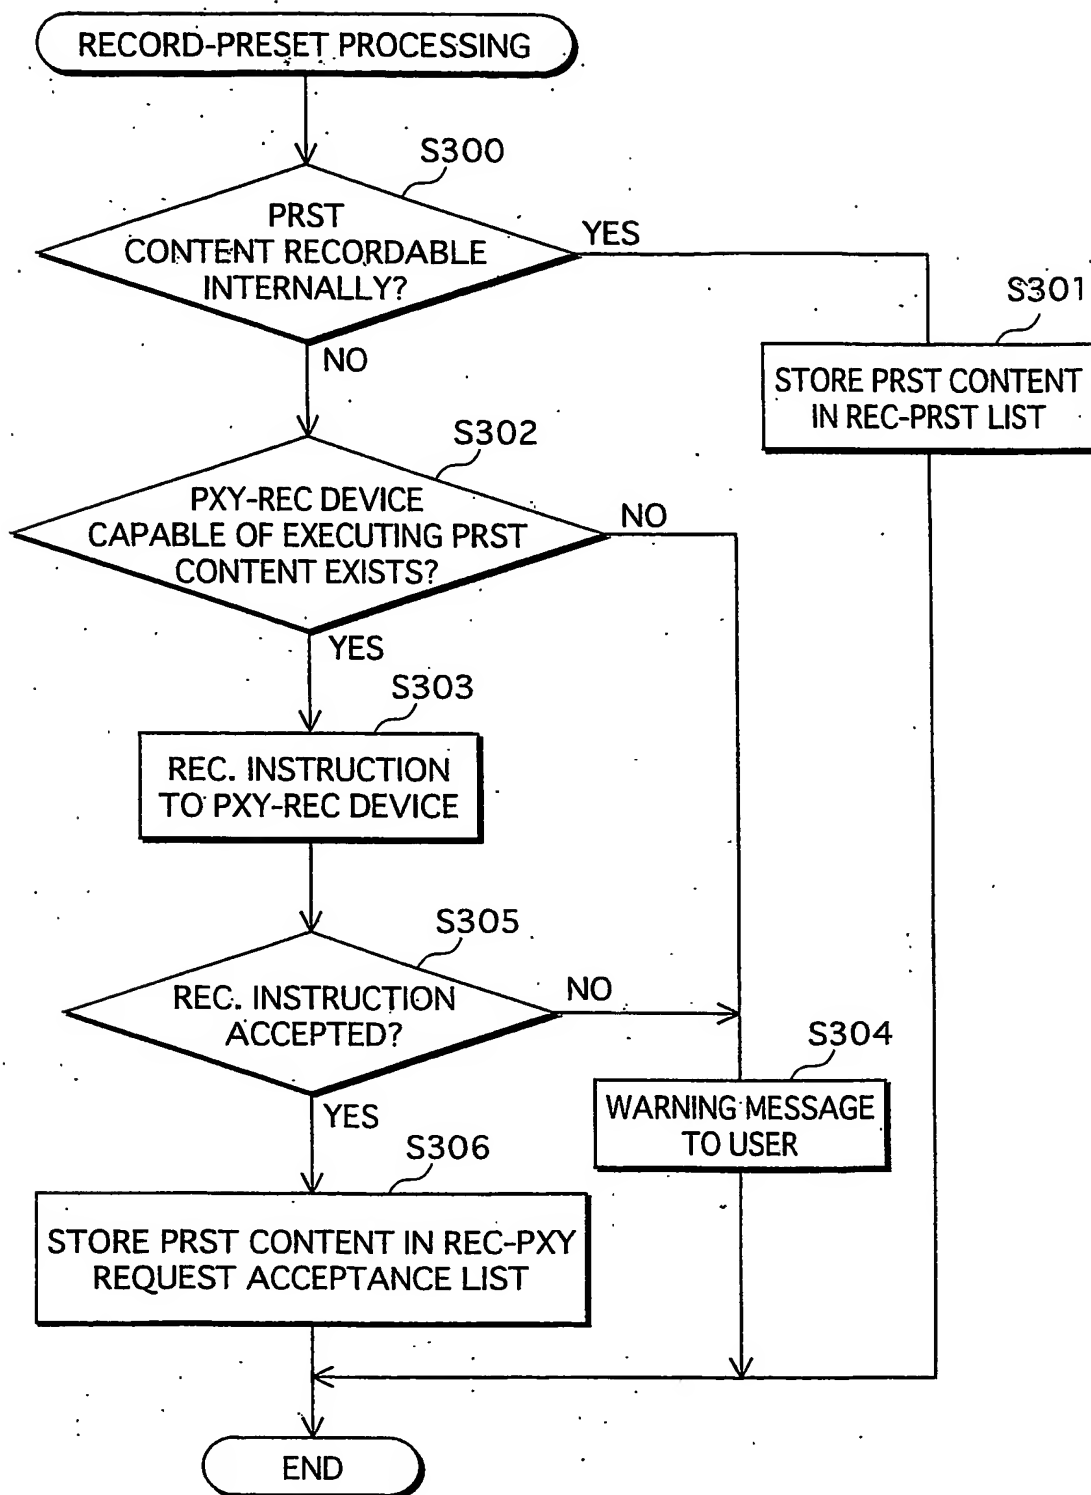 RECORD-PRESET PROCESSING
S300
PRST
CONTENT RECORDABLE
INTERNALLY?
YES
NO
S301
STORE PRST CONTENT
IN REC-PRST LIST
S302
PXY-REC DEVICE
CAPABLE OF EXECUTING PRST
CONTENT EXISTS?
NO
YES
S303
REC. INSTRUCTION
TO PXY-REC DEVICE
S305
REC. INSTRUCTION
ACCEPTED?
NO
YES
S304
WARNING MESSAGE
TO USER
S306
STORE PRST CONTENT IN REC-PXY
REQUEST ACCEPTANCE LIST
END